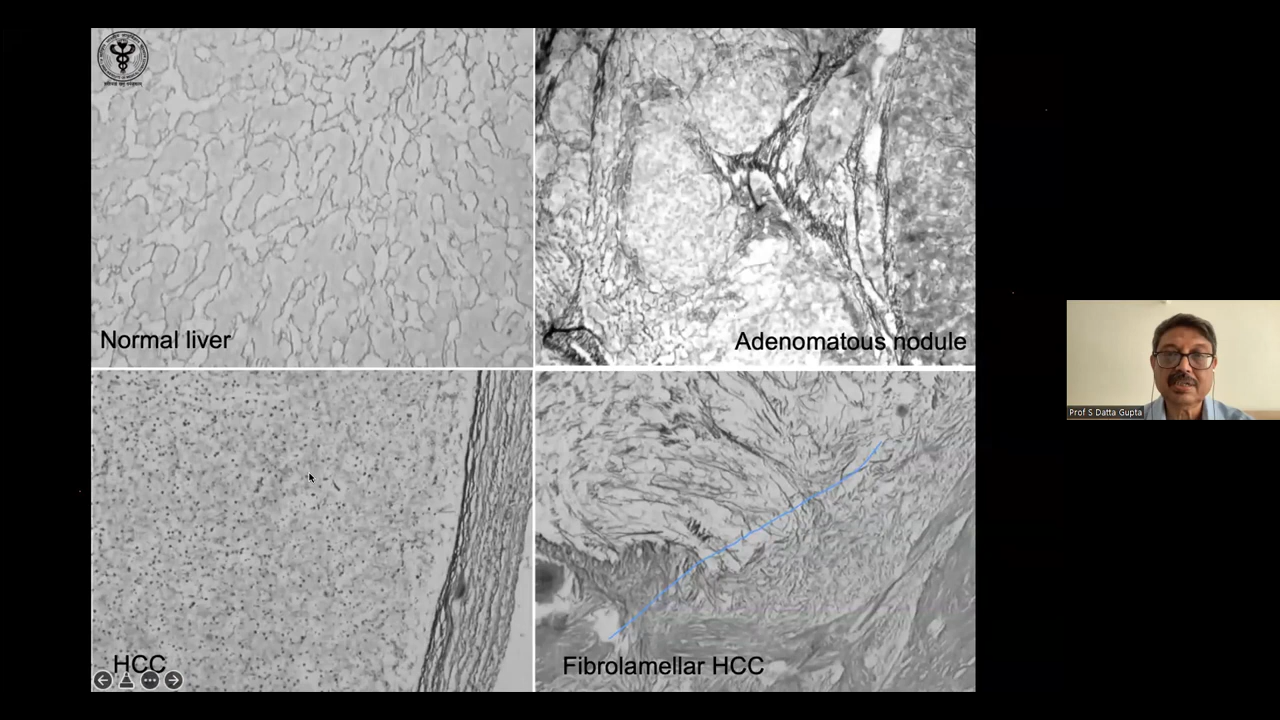 Normal liver
Adenomatous nodule
HCC
Fibrolamellar HCC
Prof S Datta Gupta